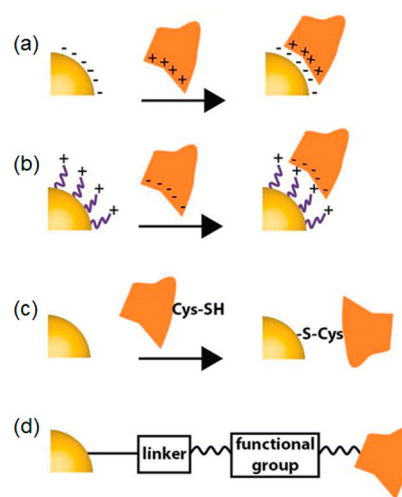 (a)
(b)
(c)
Cys-SH
-S-Cys
(d)
linker
functional
group